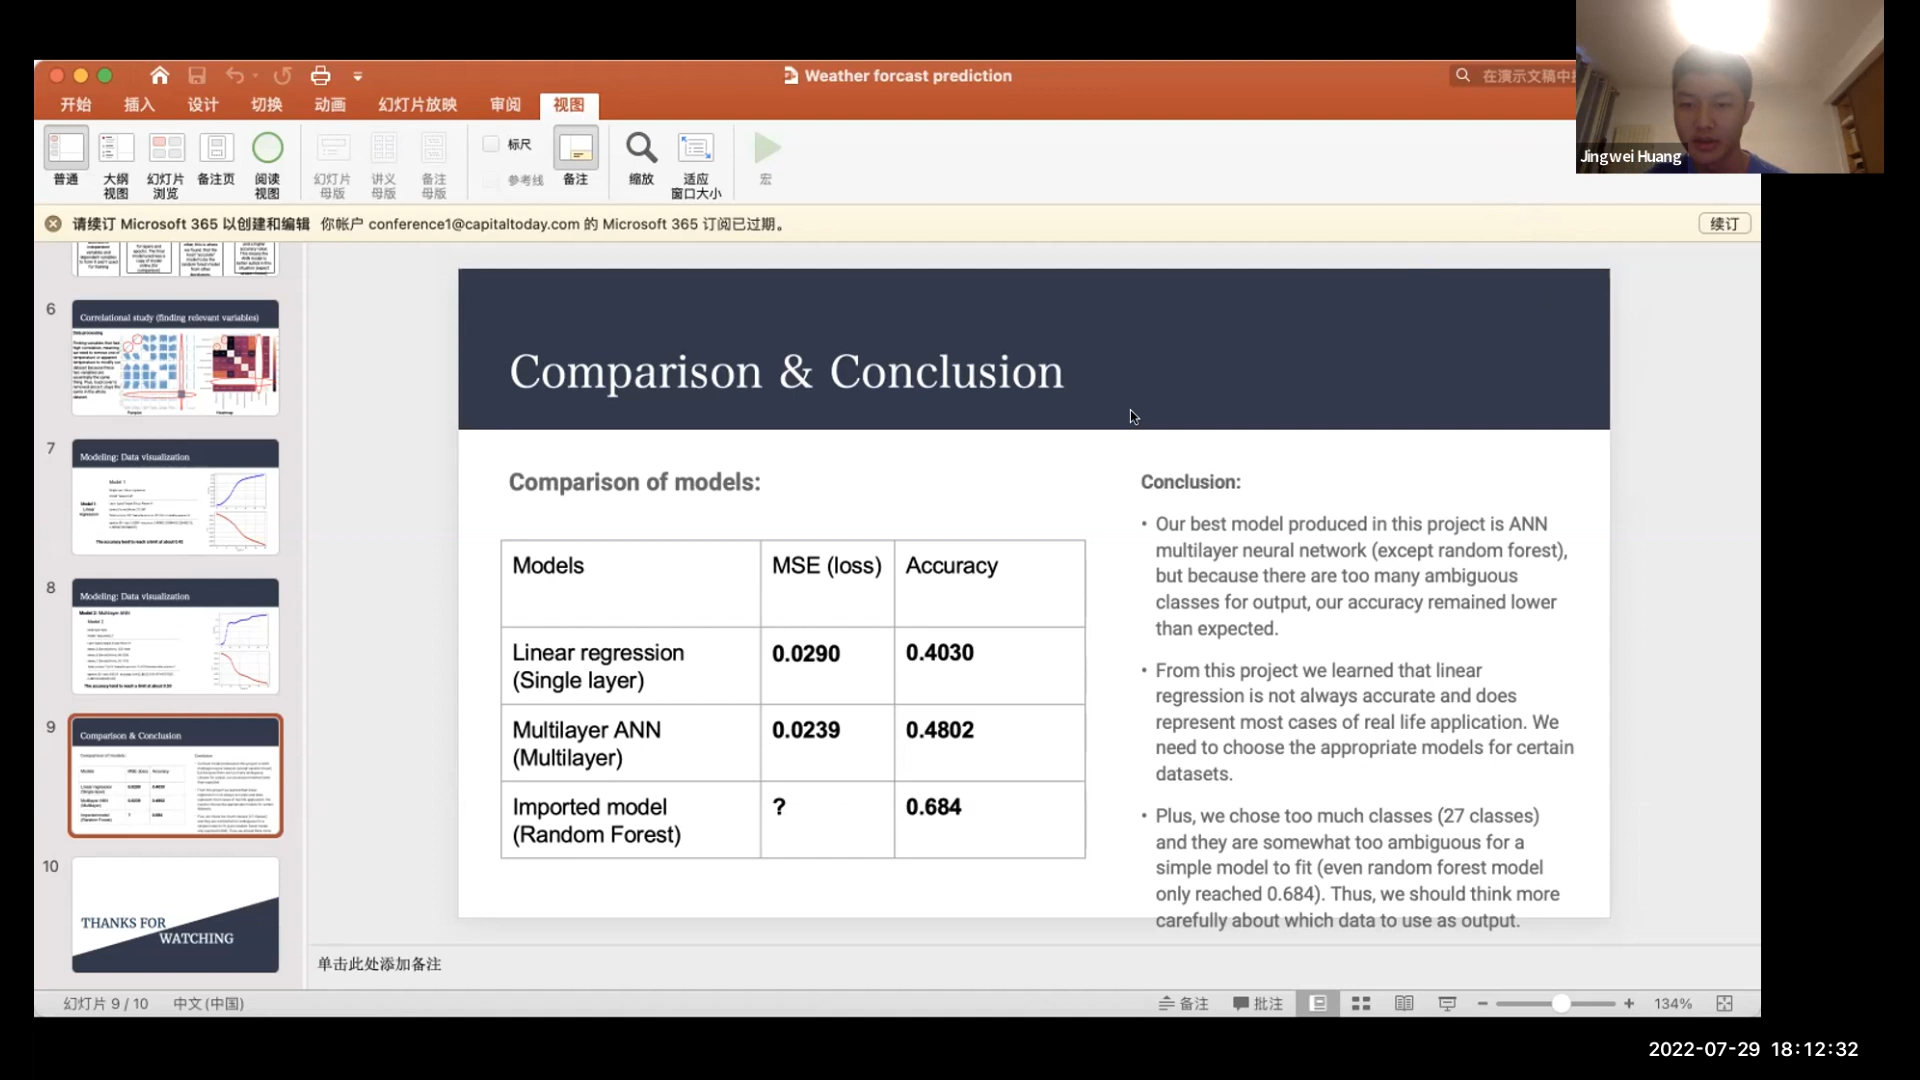 Weather forcast prediction
在演示文稿中
开始 插入 设计 切换 动画 幻灯片放映 审阅 视图
Jingwei Huang
普通
大纲
视图
幻灯片
浏览
备注页
阅读
视图
幻灯片
母版
讲义
母版
备注
母版
标尺
参考线
备注
缩放
适应
窗口大小
宏
请续订 Microsoft 365 以创建和编辑 你帐户 conference1@capitaltoday.com 的 Microsoft 365 订阅已过期。
续订
6
Correlational study (finding relevant variables)
7
Modeling: Data visualization
8
Modeling: Data visualization
9
Comparison & Conclusion
10
THANKS FOR
WATCHING
Comparison & Conclusion
Comparison of models:
Models MSE (loss) Accuracy
Linear regression
(Single layer) 0.0290 0.4030
Multilayer ANN
(Multilayer) 0.0239 0.4802
Imported model
(Random Forest) ? 0.684
Conclusion:
• Our best model produced in this project is ANN
multilayer neural network (except random forest),
but because there are too many ambiguous
classes for output, our accuracy remained lower
than expected.
• From this project we learned that linear
regression is not always accurate and does
represent most cases of real life application. We
need to choose the appropriate models for certain
datasets.
• Plus, we chose too much classes (27 classes)
and they are somewhat too ambiguous for a
simple model to fit (even random forest model
only reached 0.684). Thus, we should think more
carefully about which data to use as output.
单击此处添加备注
幻灯片 9 / 10 中文 (中国)
备注 批注 134%
2022-07-29 18:12:32